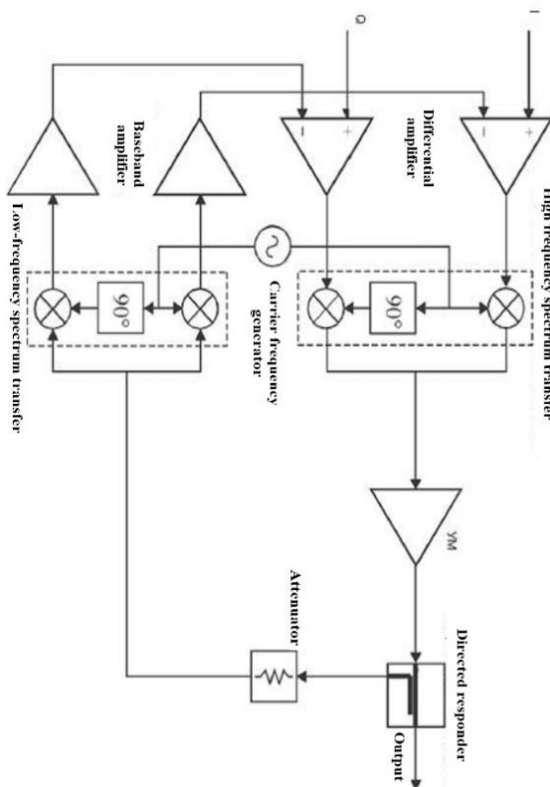 High frequency spectrum transfer
I
+
−
90°
УМ
Directed responder
Output
Differential
amplifier
Q
+
−
Carrier frequency
generator
Attenuator
Baseband
amplifier
90°
Low-frequency spectrum transfer